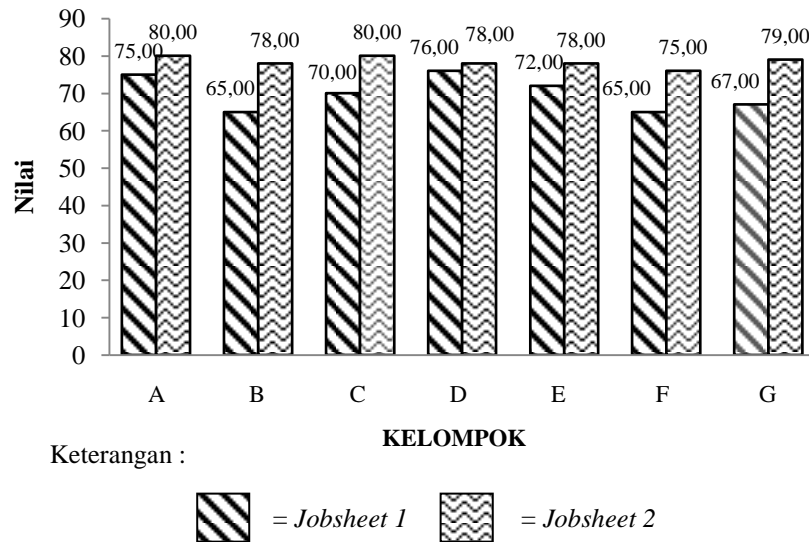 90
80
70
60
50
40
30
20
10
0
Nilai
75,00 80,00 65,00 78,00 70,00 80,00 76,00 78,00 72,00 78,00 65,00 75,00 67,00 79,00
A B C D E F G
KELOMPOK
Keterangan :
= Jobsheet 1 = Jobsheet 2